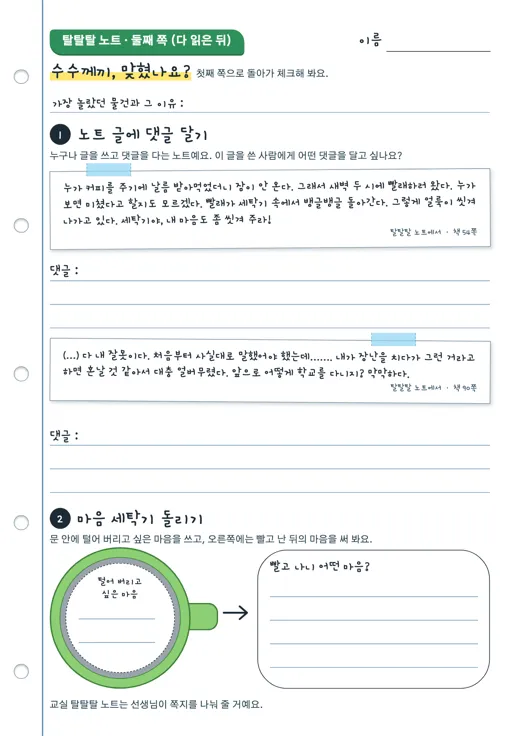 탈탈탈 노트 · 둘째 쪽 (다 읽은 뒤)
이름
수수께끼, 맞혔나요? 첫째 쪽으로 돌아가 체크해 봐요.
가장 놀랐던 물건과 그 이유 :
1 노트 글에 댓글 달기
누구나 글을 쓰고 댓글을 다는 노트예요. 이 글을 쓴 사람에게 어떤 댓글을 달고 싶나요?
누가 커피를 주기에 날름 받아먹었더니 잠이 안 온다. 그래서 새벽 두 시에 빨래하러 왔다. 누가
보면 미쳤다고 할지도 모르겠다. 빨래가 세탁기 속에서 뱅글뱅글 돌아간다. 그렇게 얼룩이 씻겨
나가고 있다. 세탁기야, 내 마음도 좀 씻겨 주라!
탈탈탈 노트에서 · 책 54쪽
댓글 :
(...) 다 내 잘못이다. 처음부터 사실대로 말했어야 했는데....... 내가 장난을 치다가 그런 거라고
하면 혼날 것 같아서 대충 얼버무렸다. 앞으로 어떻게 학교를 다니지? 막막하다.
탈탈탈 노트에서 · 책 90쪽
댓글 :
2 마음 세탁기 돌리기
문 안에 털어 버리고 싶은 마음을 쓰고, 오른쪽에는 빨고 난 뒤의 마음을 써 봐요.
털어 버리고
싶은 마음
빨고 나니 어떤 마음?
교실 탈탈탈 노트는 선생님이 쪽지를 나눠 줄 거예요.